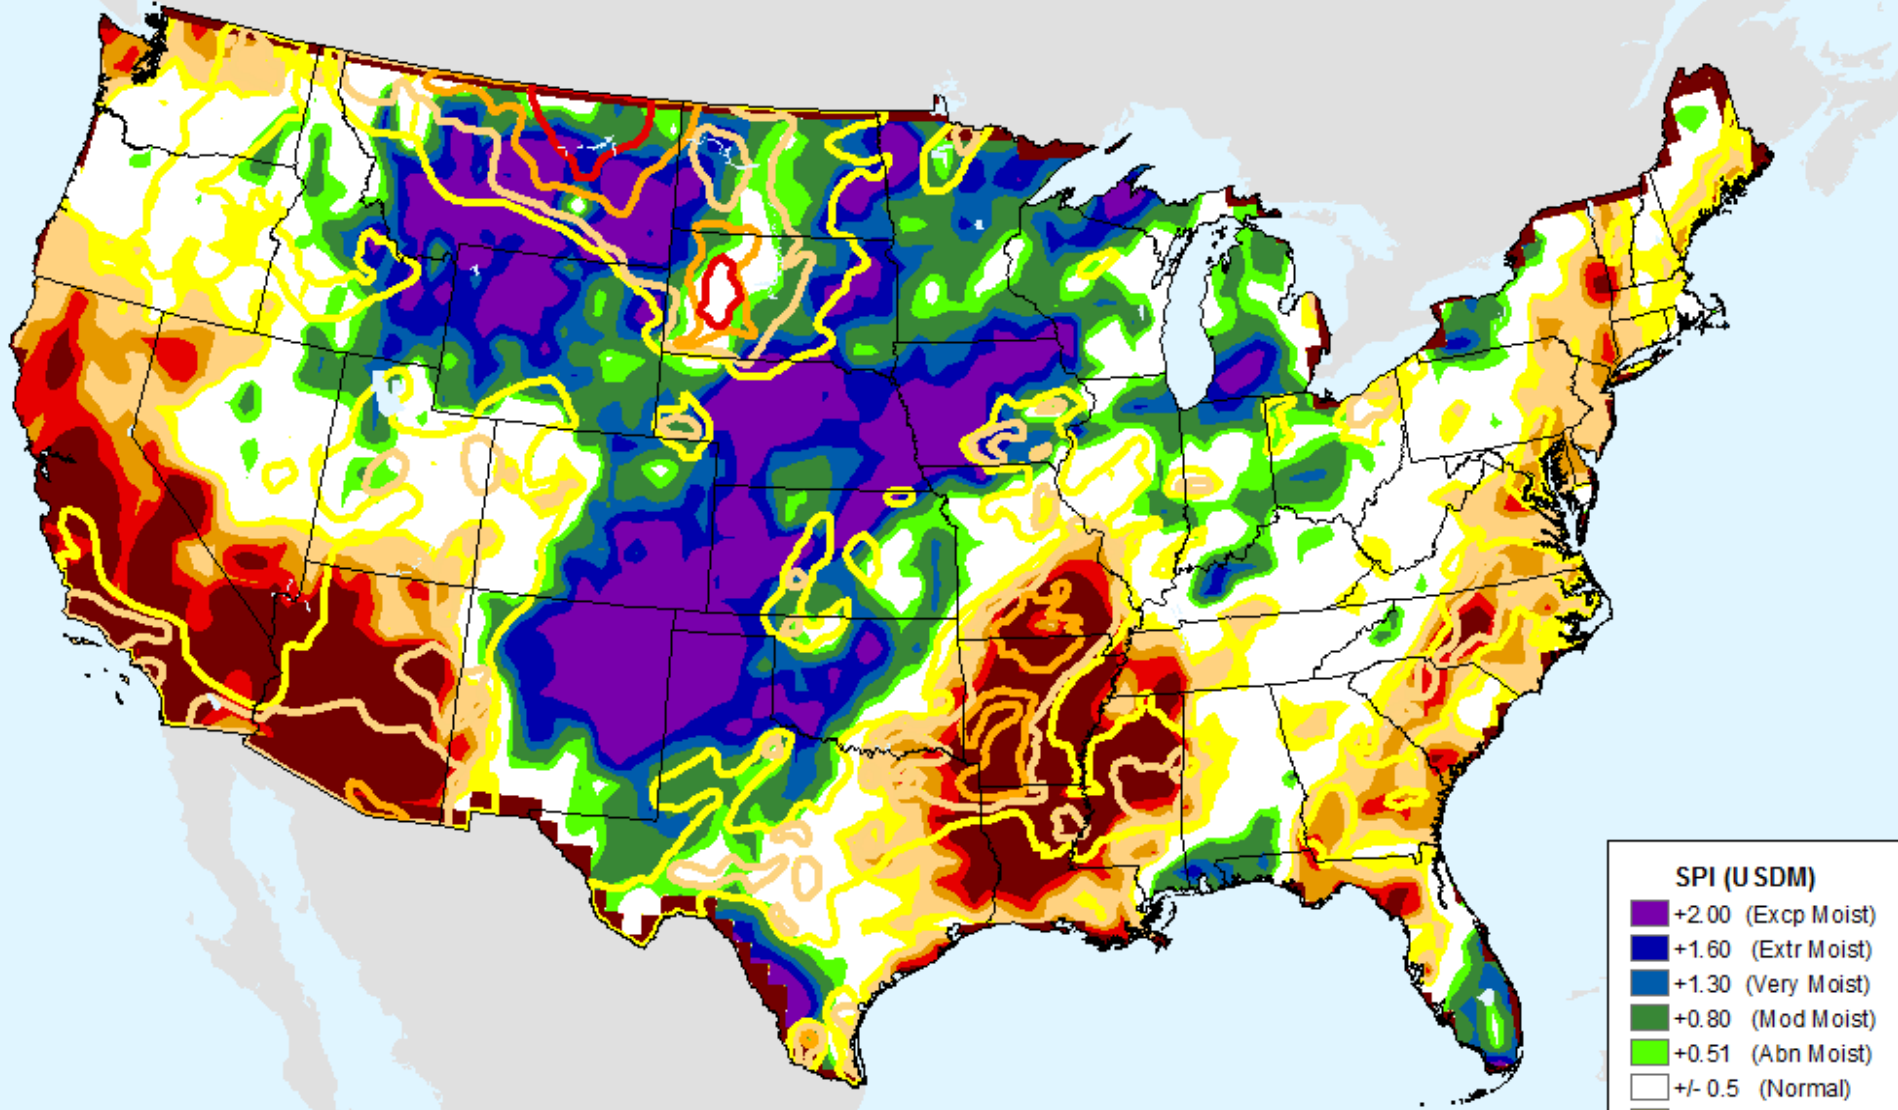 SPI (USDM)
+2.00 (Excp Moist)
+1.60 (Extr Moist)
+1.30 (Very Moist)
+0.80 (Mod Moist)
+0.51 (Abn Moist)
+/- 0.5 (Normal)